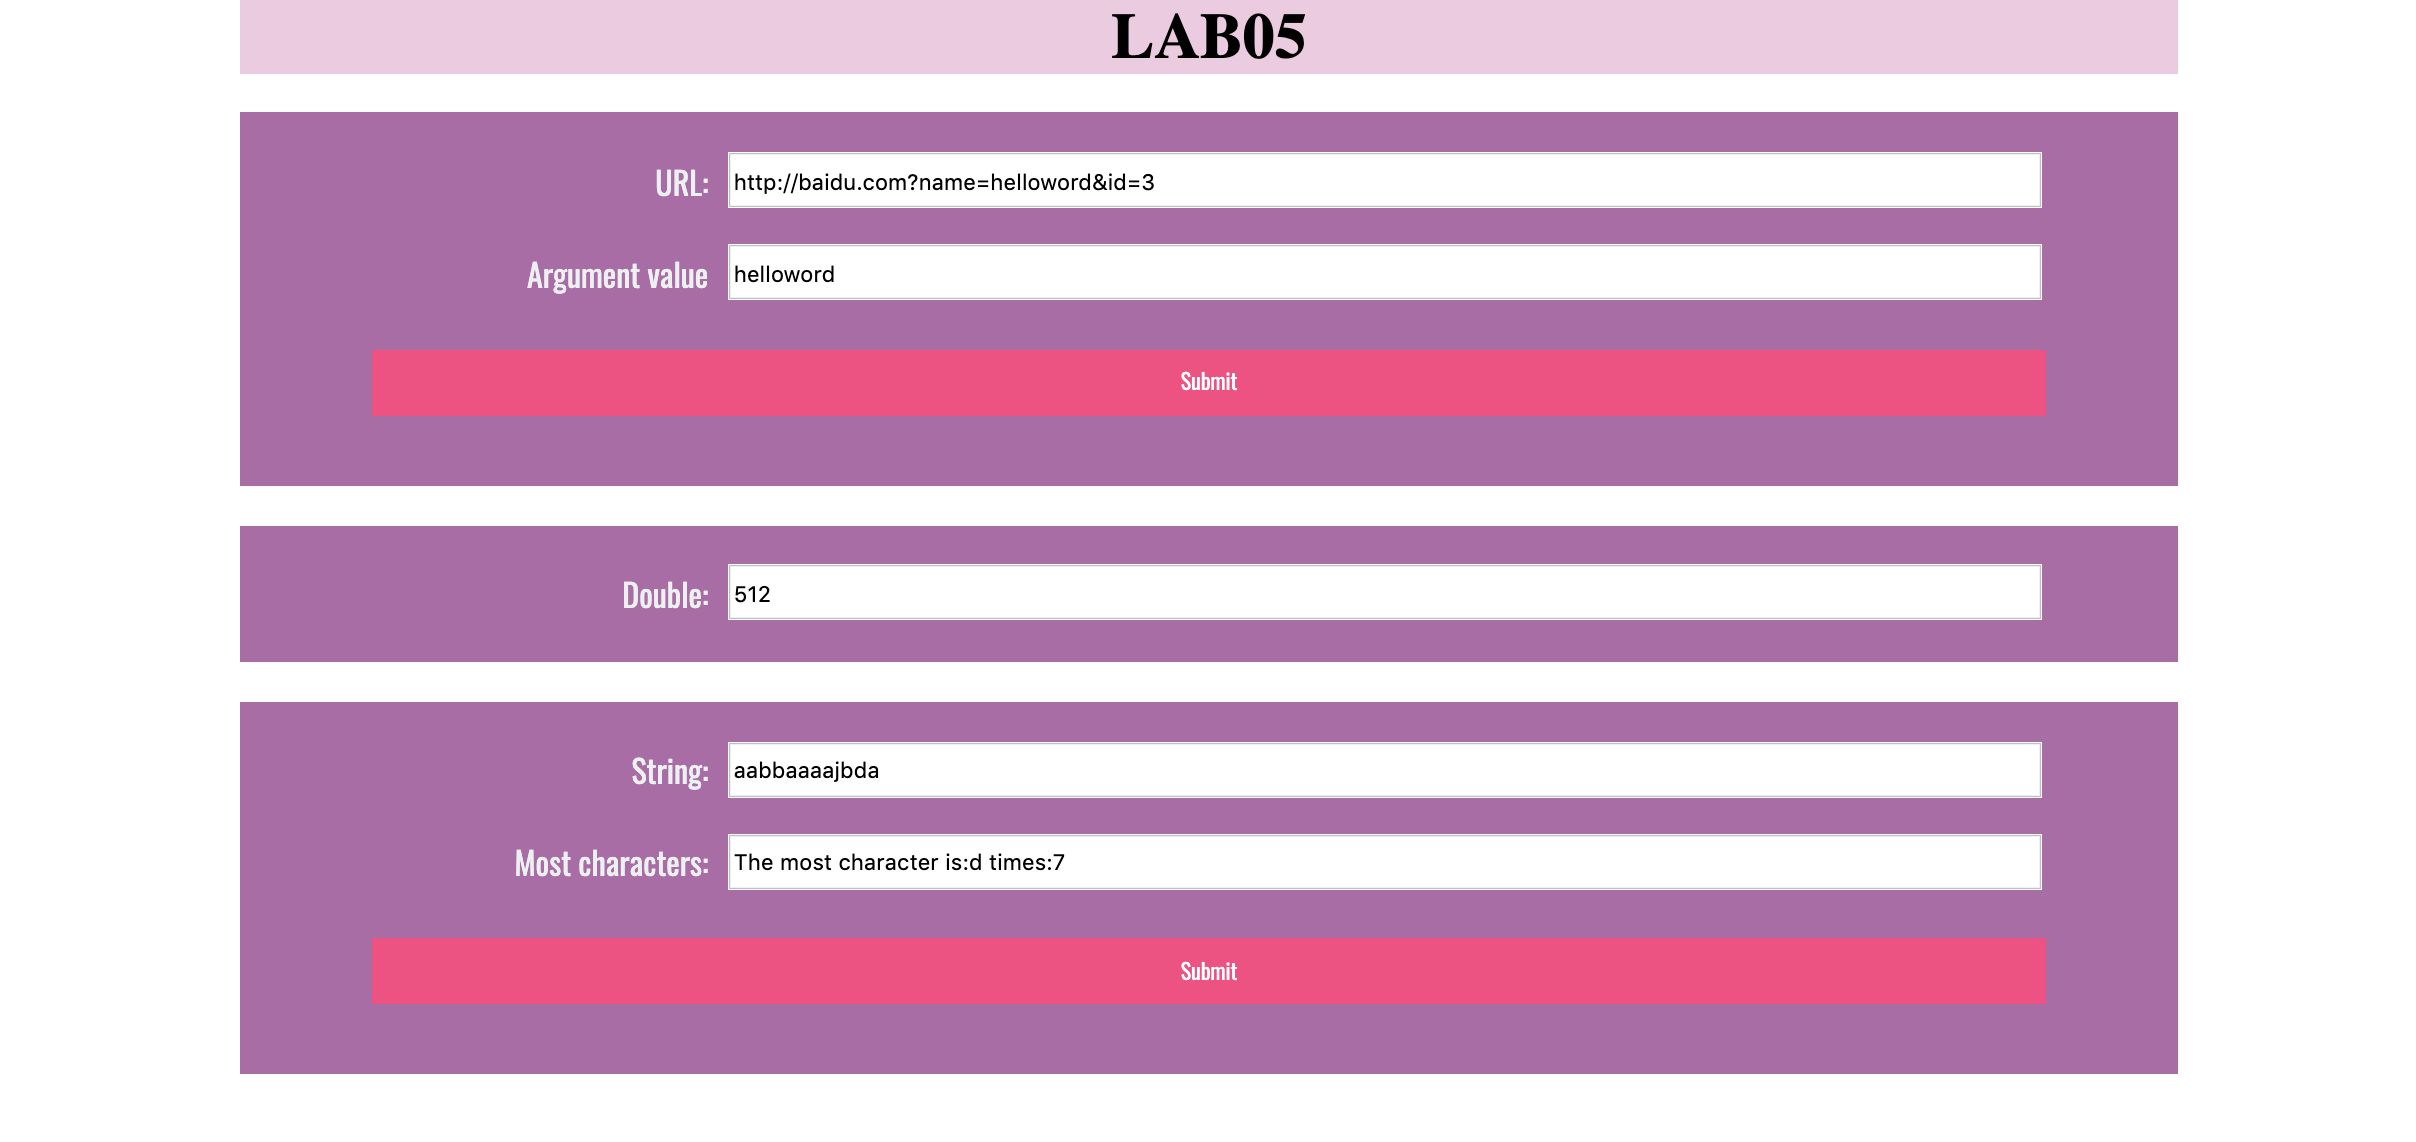 LAB05
URL: http://baidu.com?name=helloword&id=3
Argument value helloword
Submit
Double: 512
String: aabbaaaajbda
Most characters: The most character is:d times:7
Submit